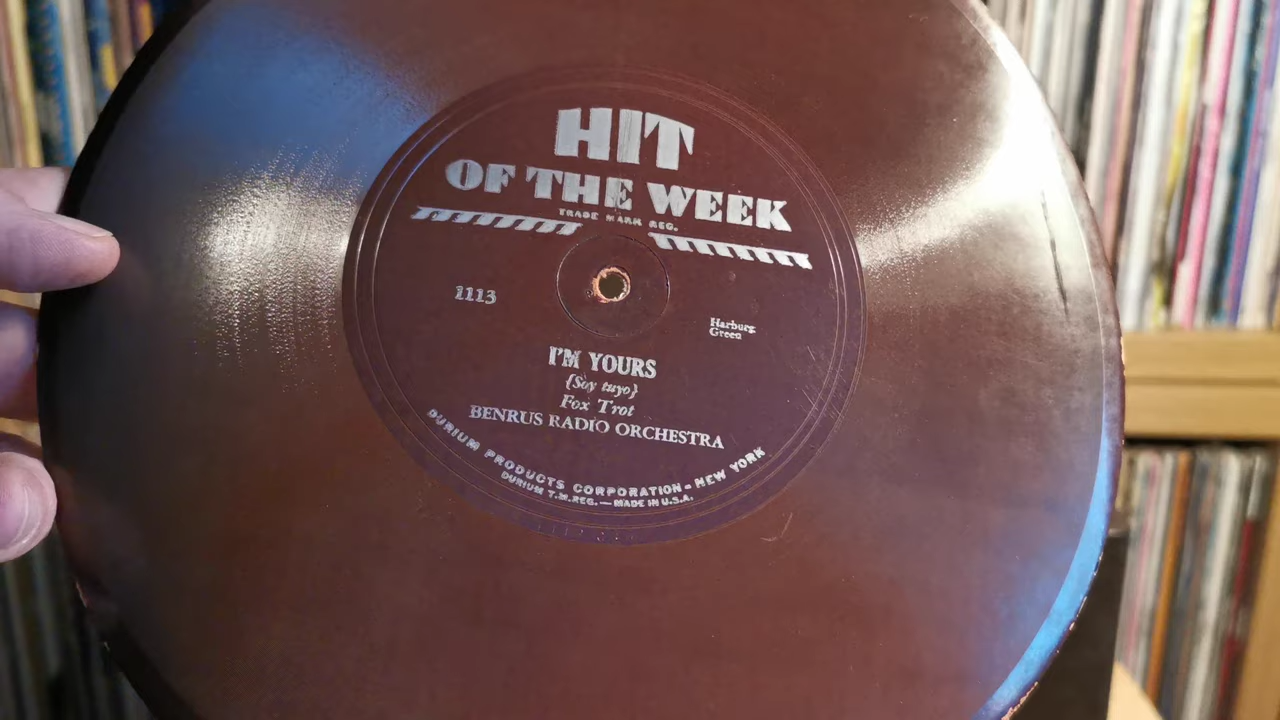 HIT
OF THE WEEK
TRADE MARK REG.
1113
Harburg
Green
I'M YOURS
(Soy tuyo)
Fox Trot
BENRUS RADIO ORCHESTRA
DURIUM PRODUCTS CORPORATION - NEW YORK
DURIUM T.M.REG. — MADE IN U.S.A.